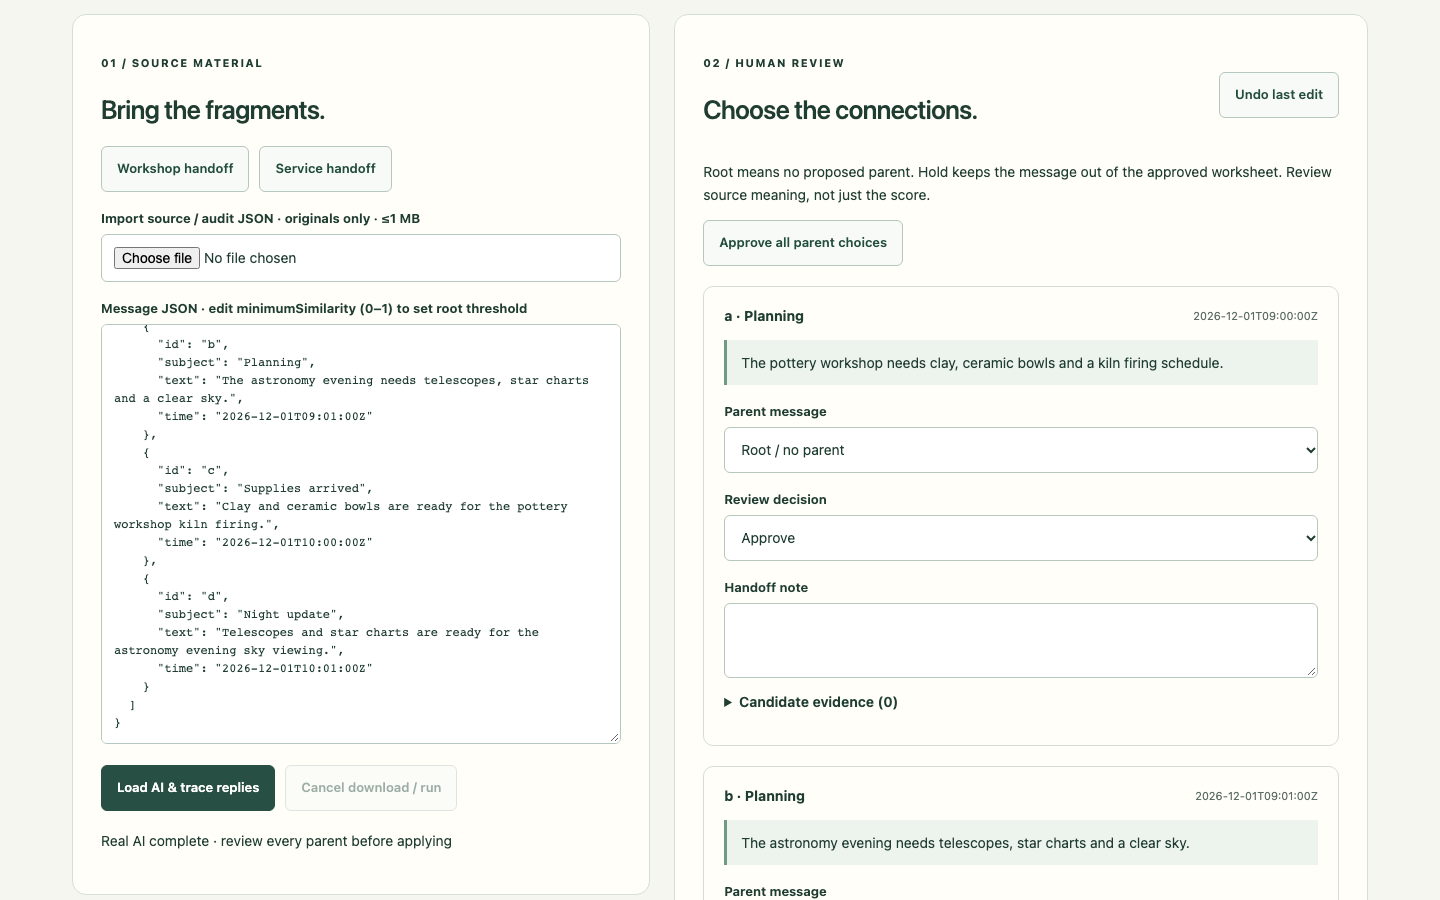 01 / SOURCE MATERIAL
Bring the fragments.
Workshop handoff
Service handoff
Import source / audit JSON · originals only · ≤1 MB
Choose file No file chosen
Message JSON · edit minimumSimilarity (0–1) to set root threshold
{
"id": "b",
"subject": "Planning",
"text": "The astronomy evening needs telescopes, star charts
and a clear sky.",
"time": "2026-12-01T09:01:00Z"
},
{
"id": "c",
"subject": "Supplies arrived",
"text": "Clay and ceramic bowls are ready for the pottery
workshop kiln firing.",
"time": "2026-12-01T10:00:00Z"
},
{
"id": "d",
"subject": "Night update",
"text": "Telescopes and star charts are ready for the
astronomy evening sky viewing.",
"time": "2026-12-01T10:01:00Z"
}
]
}
Load AI & trace replies
Cancel download / run
Real AI complete · review every parent before applying
02 / HUMAN REVIEW
Choose the connections.
Undo last edit
Root means no proposed parent. Hold keeps the message out of the approved worksheet. Review
source meaning, not just the score.
Approve all parent choices
a · Planning
2026-12-01T09:00:00Z
The pottery workshop needs clay, ceramic bowls and a kiln firing schedule.
Parent message
Root / no parent
Review decision
Approve
Handoff note
Candidate evidence (0)
b · Planning
2026-12-01T09:01:00Z
The astronomy evening needs telescopes, star charts and a clear sky.
Parent message